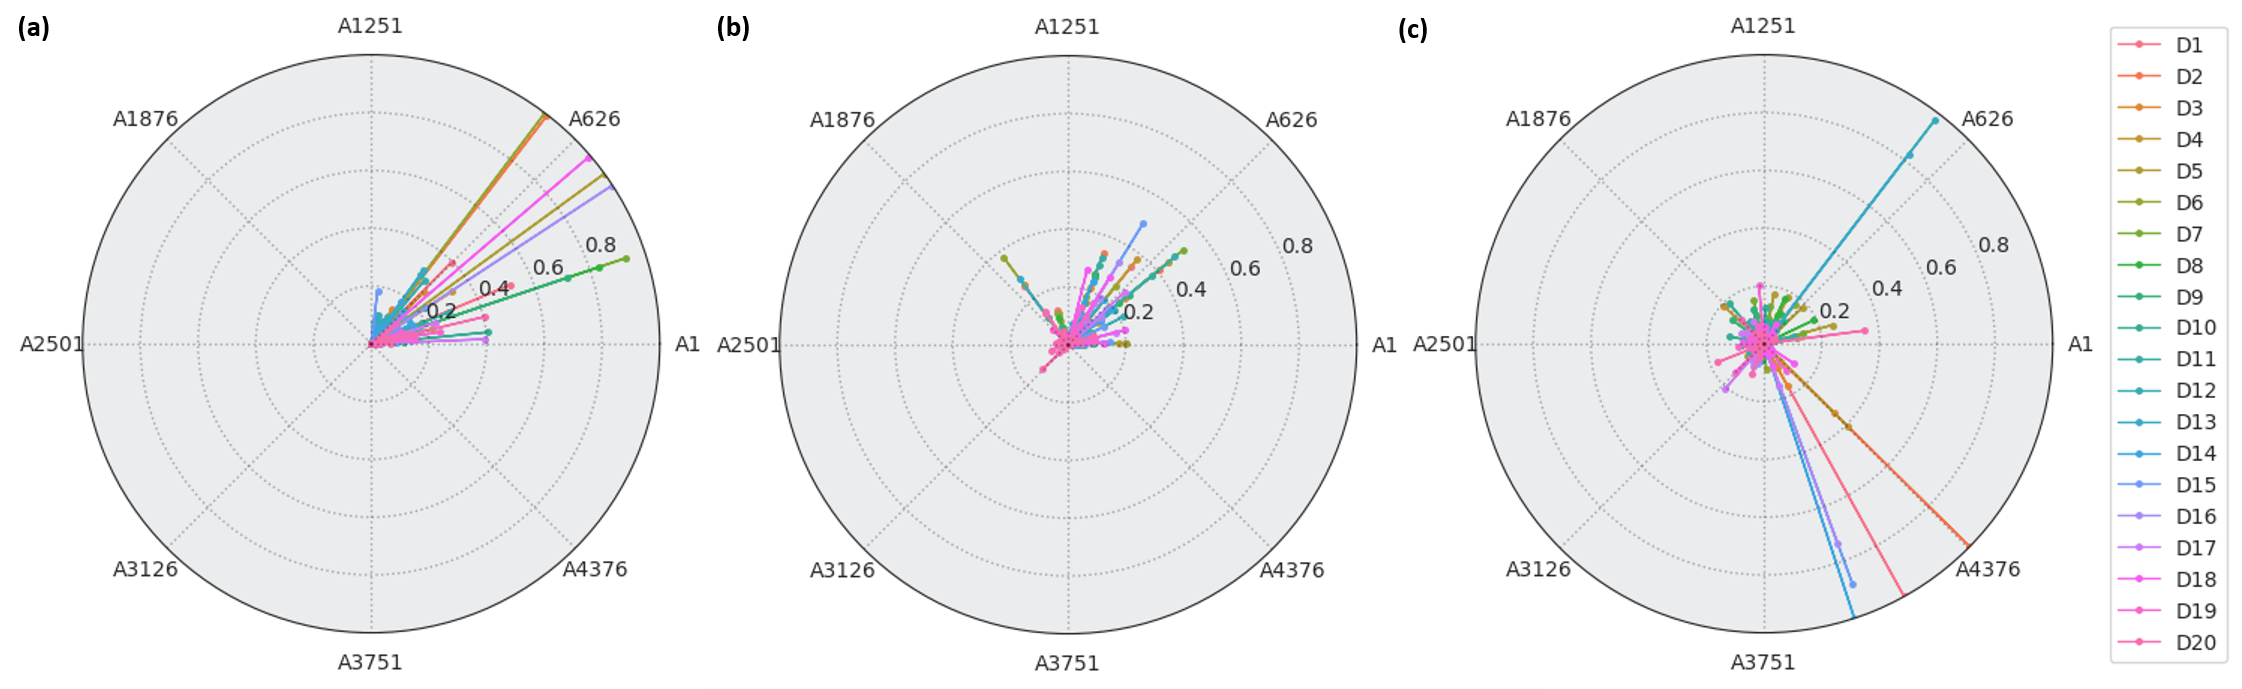 (a)
A1251
A626
A1
A4376
A3751
A3126
A2501
A1876
0.2
0.4
0.6
0.8
(b)
A1251
A626
A1
A4376
A3751
A3126
A2501
A1876
0.2
0.4
0.6
0.8
(c)
A1251
A626
A1
A4376
A3751
A3126
A2501
A1876
0.2
0.4
0.6
0.8
D1
D2
D3
D4
D5
D6
D7
D8
D9
D10
D11
D12
D13
D14
D15
D16
D17
D18
D19
D20